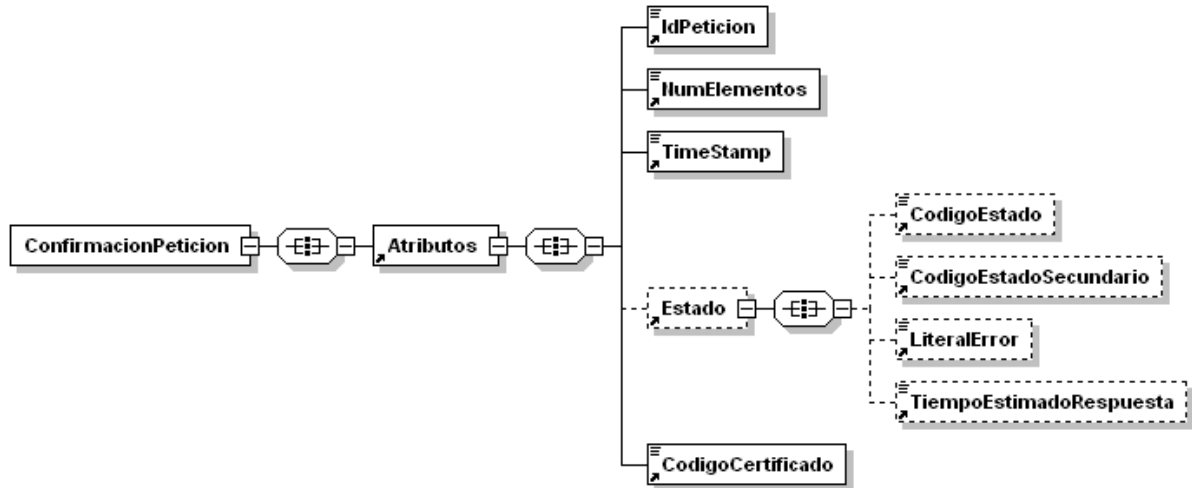 IdPeticion
NumElementos
TimeStamp
ConfirmacionPeticion
Atributos
Estado
CodigoEstado
CodigoEstadoSecundario
LiteralError
TiempoEstimadoRespuesta
CodigoCertificado